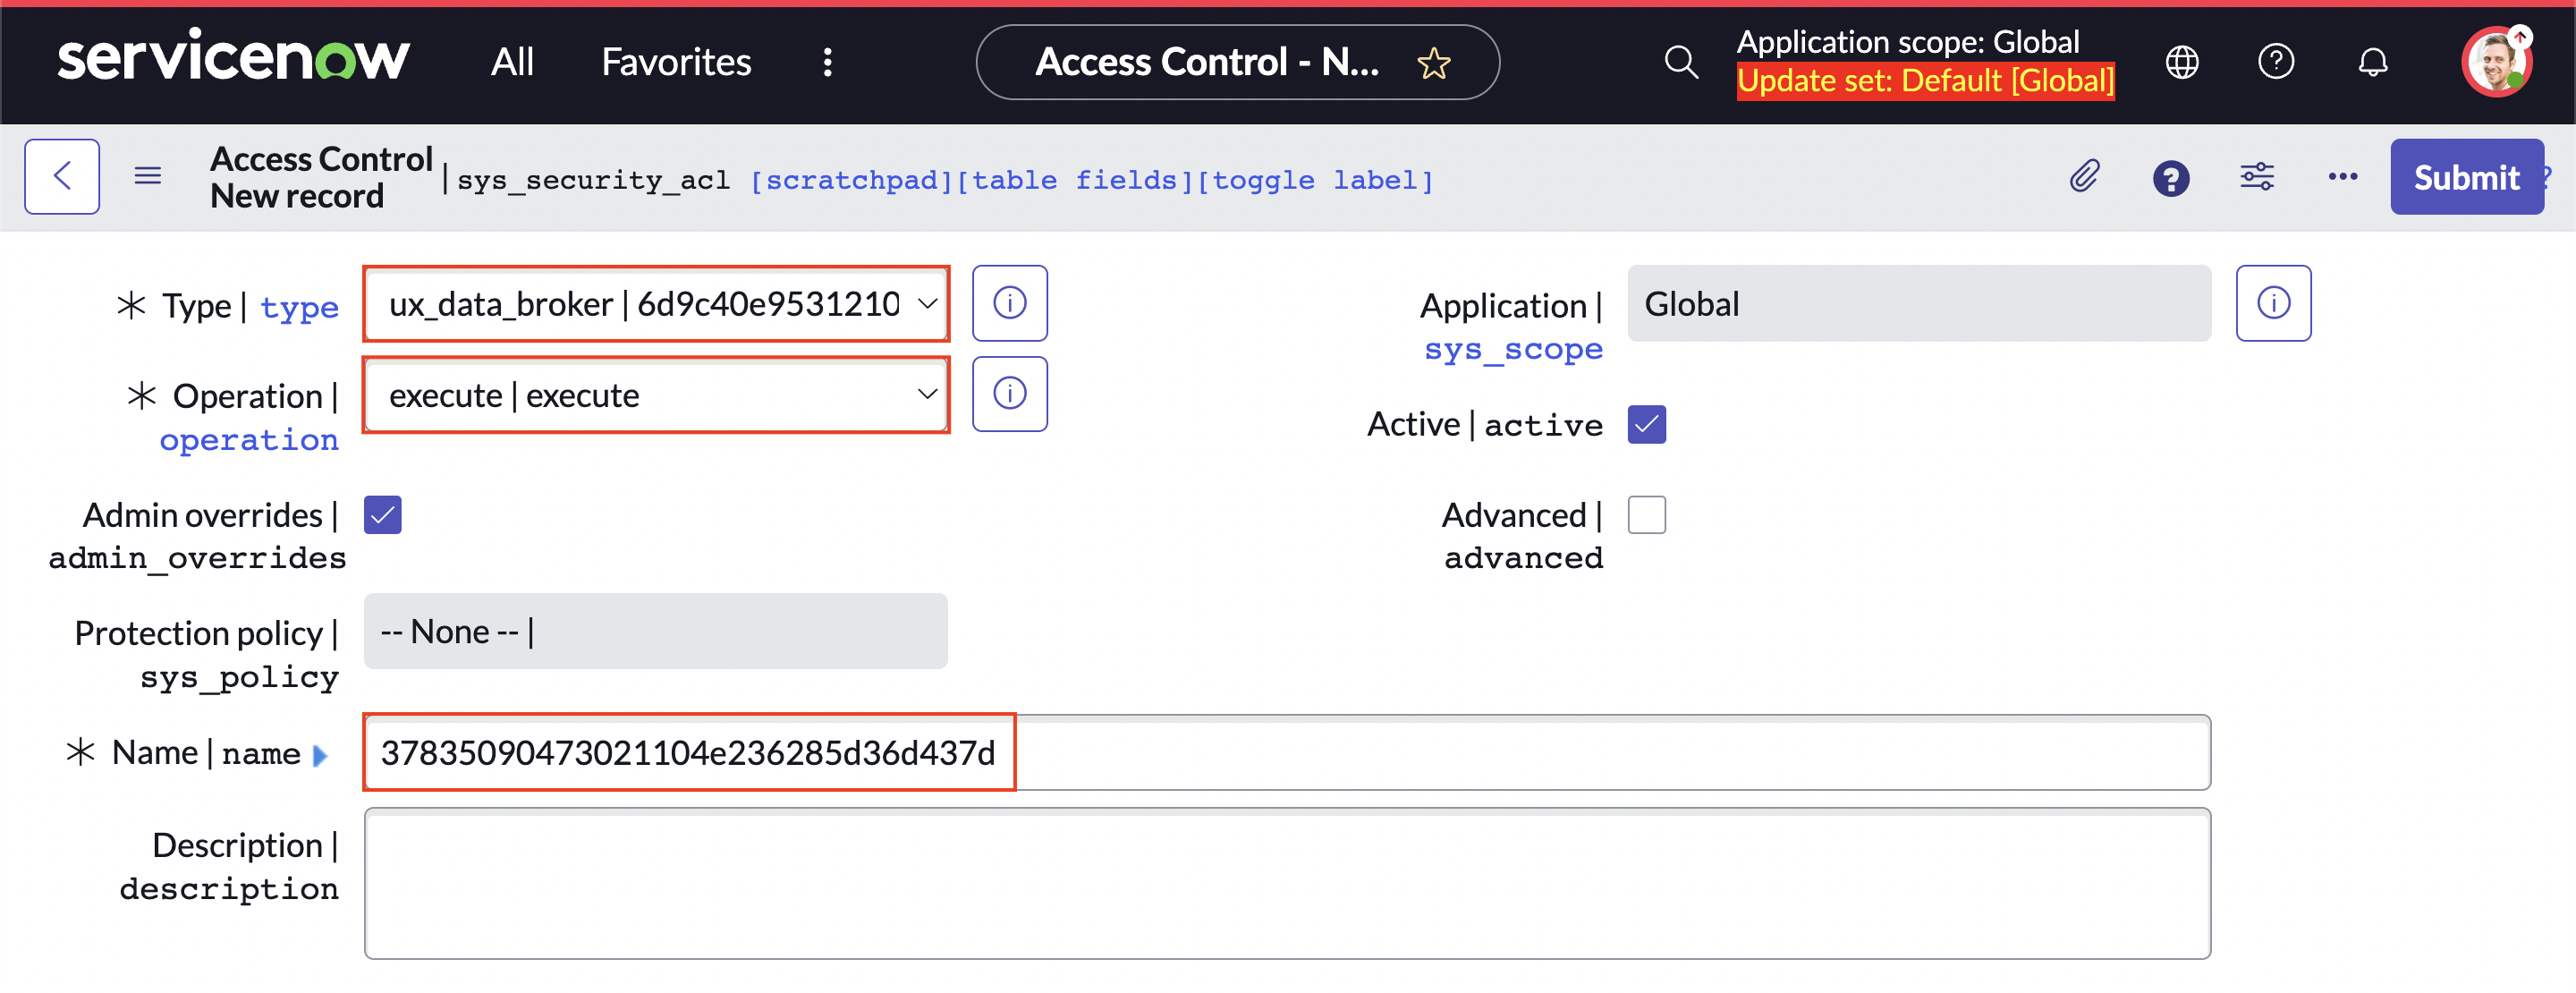 servicenow All Favorites Access Control - N... Application scope: Global
Update set: Default [Global]
Access Control
New record | sys_security_acl [scratchpad][table fields][toggle label] Submit ?
* Type | type ux_data_broker | 6d9c40e9531210
Application | sys_scope Global
* Operation | operation execute | execute
Active | active
Admin overrides | admin_overrides
Advanced | advanced
Protection policy | sys_policy -- None -- |
* Name | name 37835090473021104e236285d36d437d
Description | description